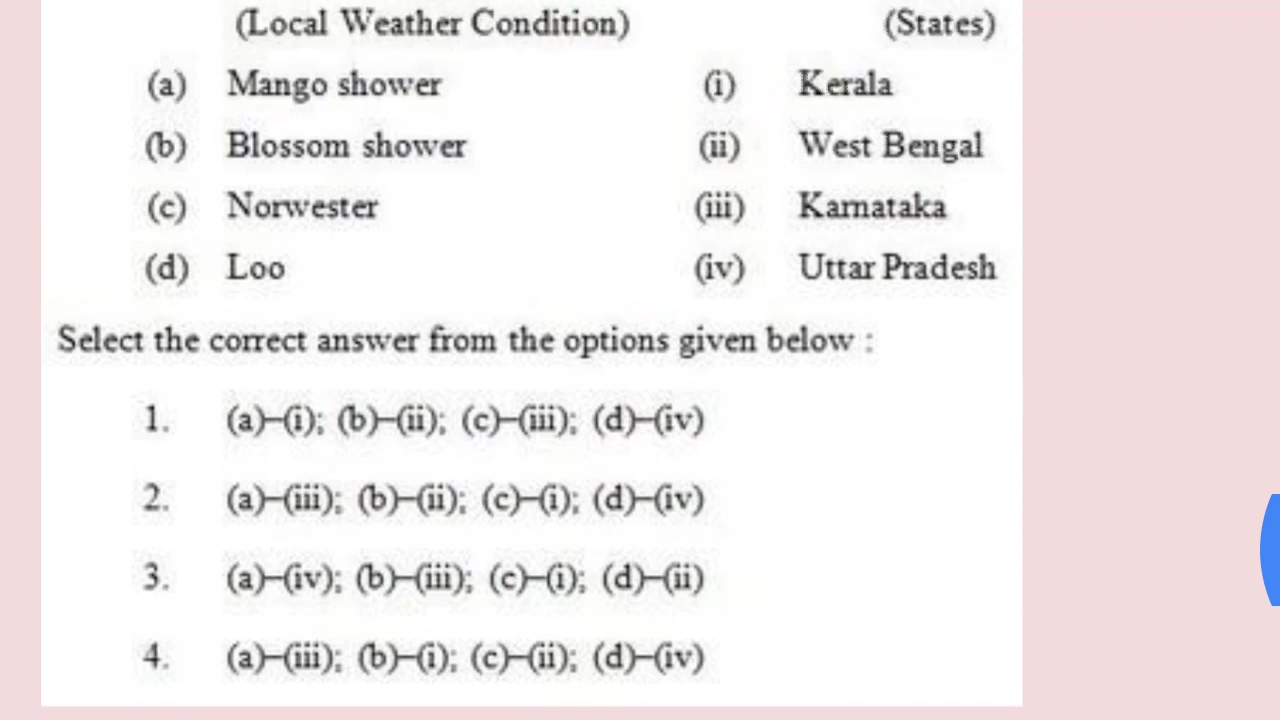 (Local Weather Condition) (States)
(a) Mango shower (i) Kerala
(b) Blossom shower (ii) West Bengal
(c) Norwester (iii) Karnataka
(d) Loo (iv) Uttar Pradesh
Select the correct answer from the options given below :
1. (a)–(i); (b)–(ii); (c)–(iii); (d)–(iv)
2. (a)–(iii); (b)–(ii); (c)–(i); (d)–(iv)
3. (a)–(iv); (b)–(iii); (c)–(i); (d)–(ii)
4. (a)–(iii); (b)–(i); (c)–(ii); (d)–(iv)